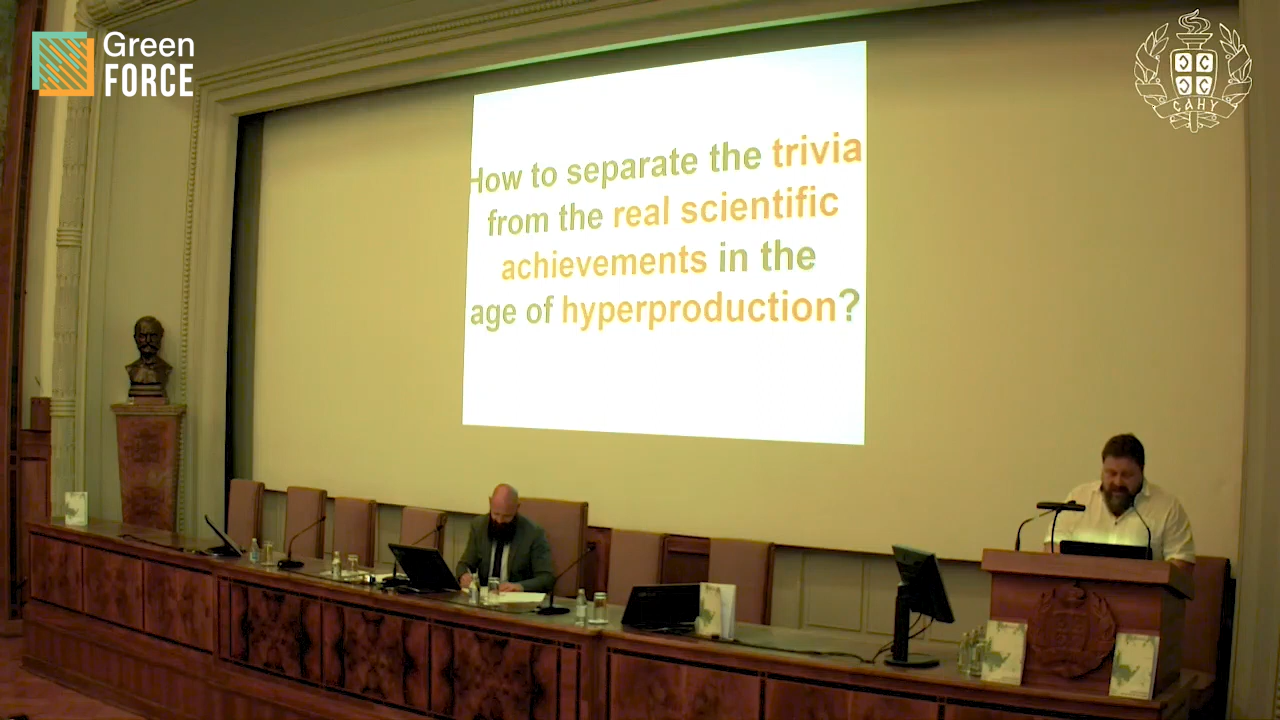 Green
FORCE
САНУ
How to separate the trivia
from the real scientific
achievements in the
age of hyperproduction?